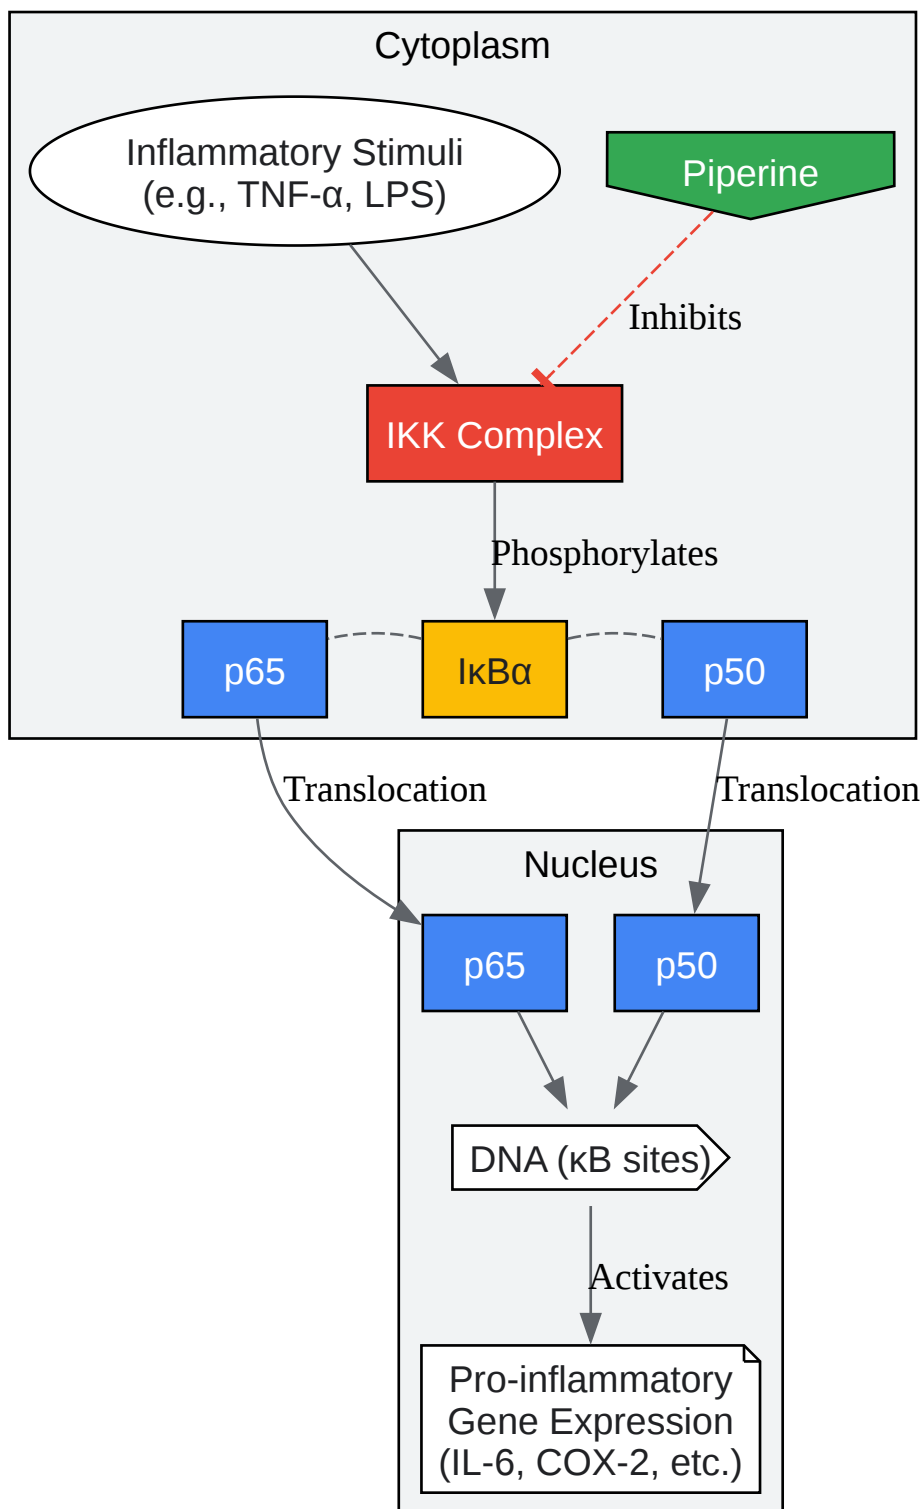 Cytoplasm
Inflammatory Stimuli
(e.g., TNF-α, LPS)
Piperine
Inhibits
IKK Complex
Phosphorylates
p65
IκBα
p50
Translocation
Translocation
Nucleus
p65
p50
DNA (κB sites)
Activates
Pro-inflammatory
Gene Expression
(IL-6, COX-2, etc.)